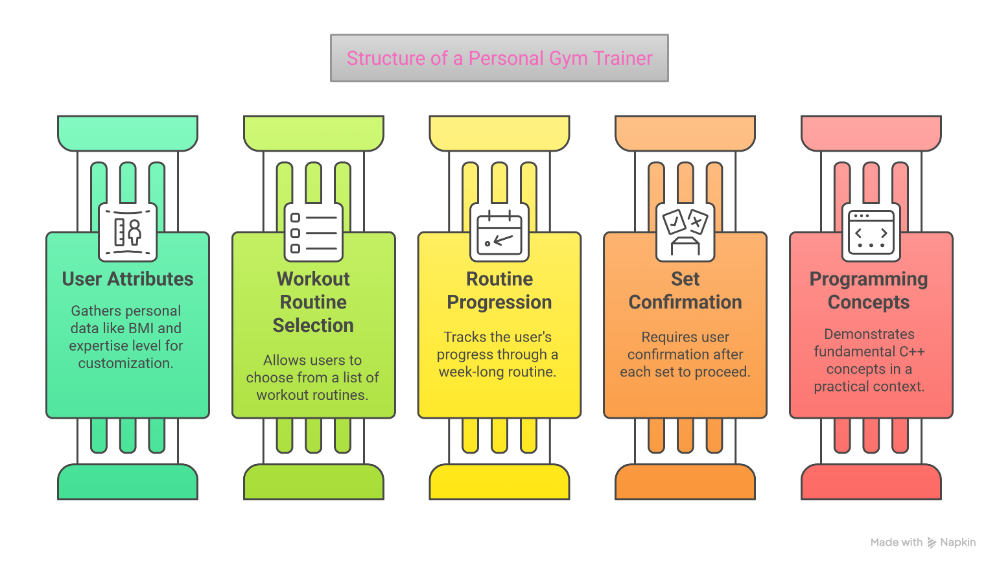 Structure of a Personal Gym Trainer
User Attributes
Gathers personal
data like BMI and
expertise level for
customization.
Workout
Routine
Selection
Allows users to
choose from a list of
workout routines.
Routine
Progression
Tracks the user's
progress through a
week-long routine.
Set
Confirmation
Requires user
confirmation after
each set to proceed.
Programming
Concepts
Demonstrates
fundamental C++
concepts in a
practical context.
Made with Napkin